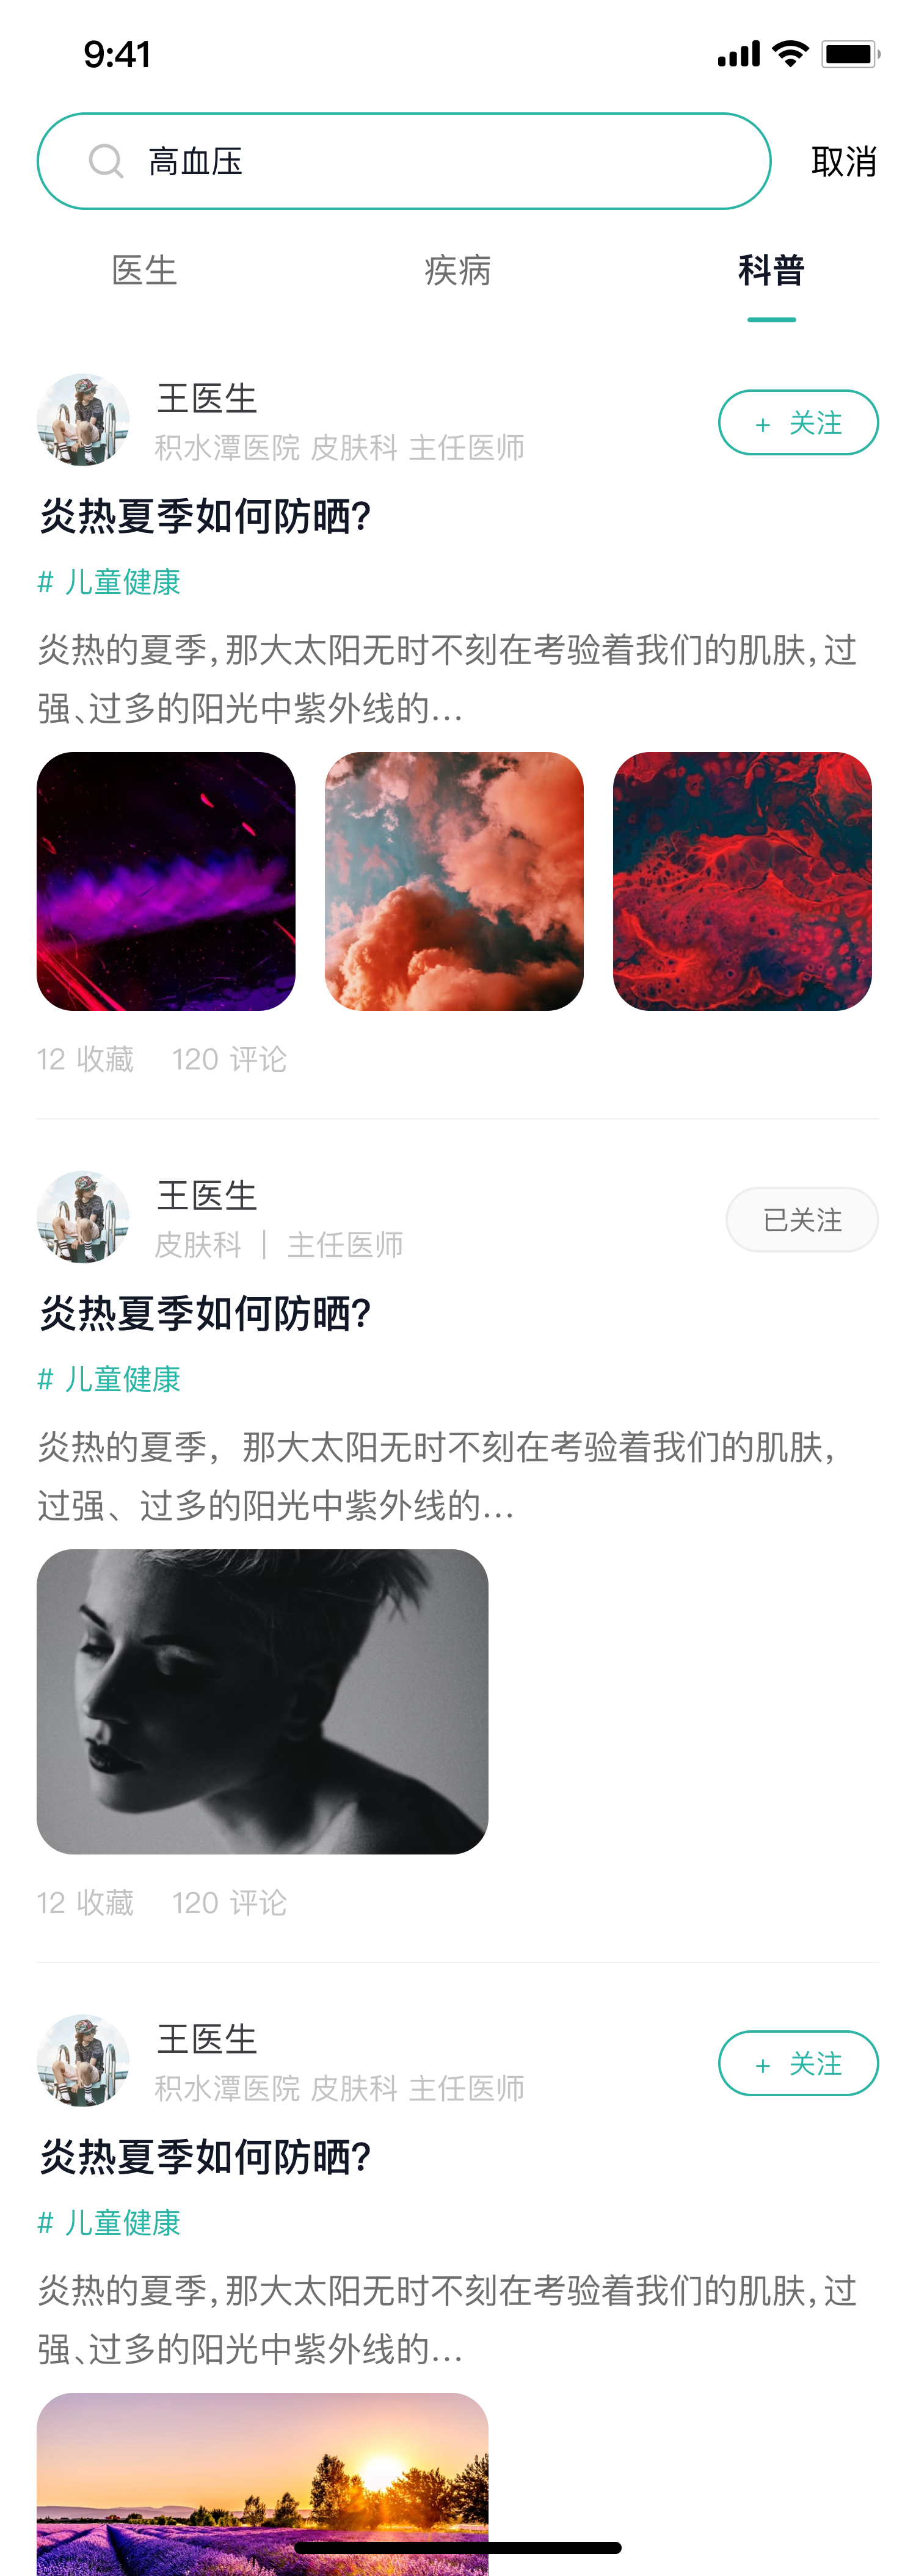 9:41
高血压
取消
医生 疾病 科普
王医生
积水潭医院 皮肤科 主任医师
+ 关注
炎热夏季如何防晒?
# 儿童健康
炎热的夏季，那大太阳无时不刻在考验着我们的肌肤，过
强、过多的阳光中紫外线的...
12 收藏 120 评论
王医生
皮肤科 | 主任医师
已关注
炎热夏季如何防晒?
# 儿童健康
炎热的夏季，那大太阳无时不刻在考验着我们的肌肤，
过强、过多的阳光中紫外线的...
12 收藏 120 评论
王医生
积水潭医院 皮肤科 主任医师
+ 关注
炎热夏季如何防晒?
# 儿童健康
炎热的夏季，那大太阳无时不刻在考验着我们的肌肤，过
强、过多的阳光中紫外线的...